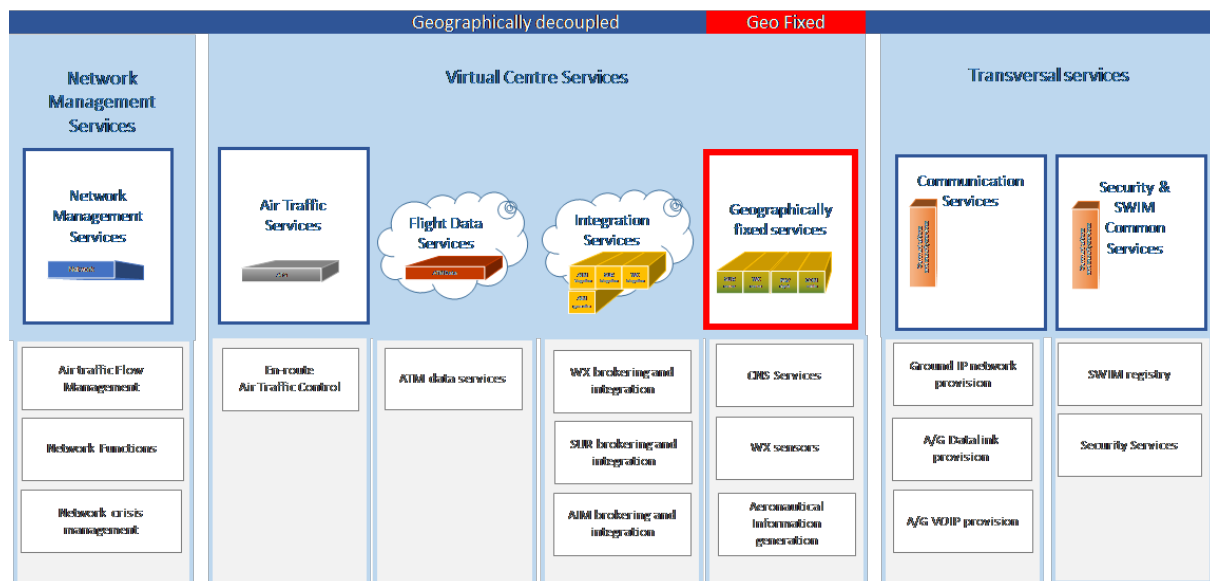 Geographically decoupled
Geo Fixed
Network
Management
Services
Virtual Centre Services
Transversal services
Network
Management
Services
Network
Air Traffic
Services
Flight Data
Services
ATM Data
Integration
Services
Geographically
fixed services
Communication
Services
Security &
SWIM
Common
Services
Air traffic Flow
Management
Network Functions
Network crisis
management
En-route
Air Traffic Control
ATM data services
WX brokering and
integration
SUR brokering and
integration
AIM brokering and
integration
CNS Services
WX sensors
Aeronautical
Information
generation
Ground IP network
provision
A/G Datalink
provision
A/G VOIP provision
SWIM registry
Security Services